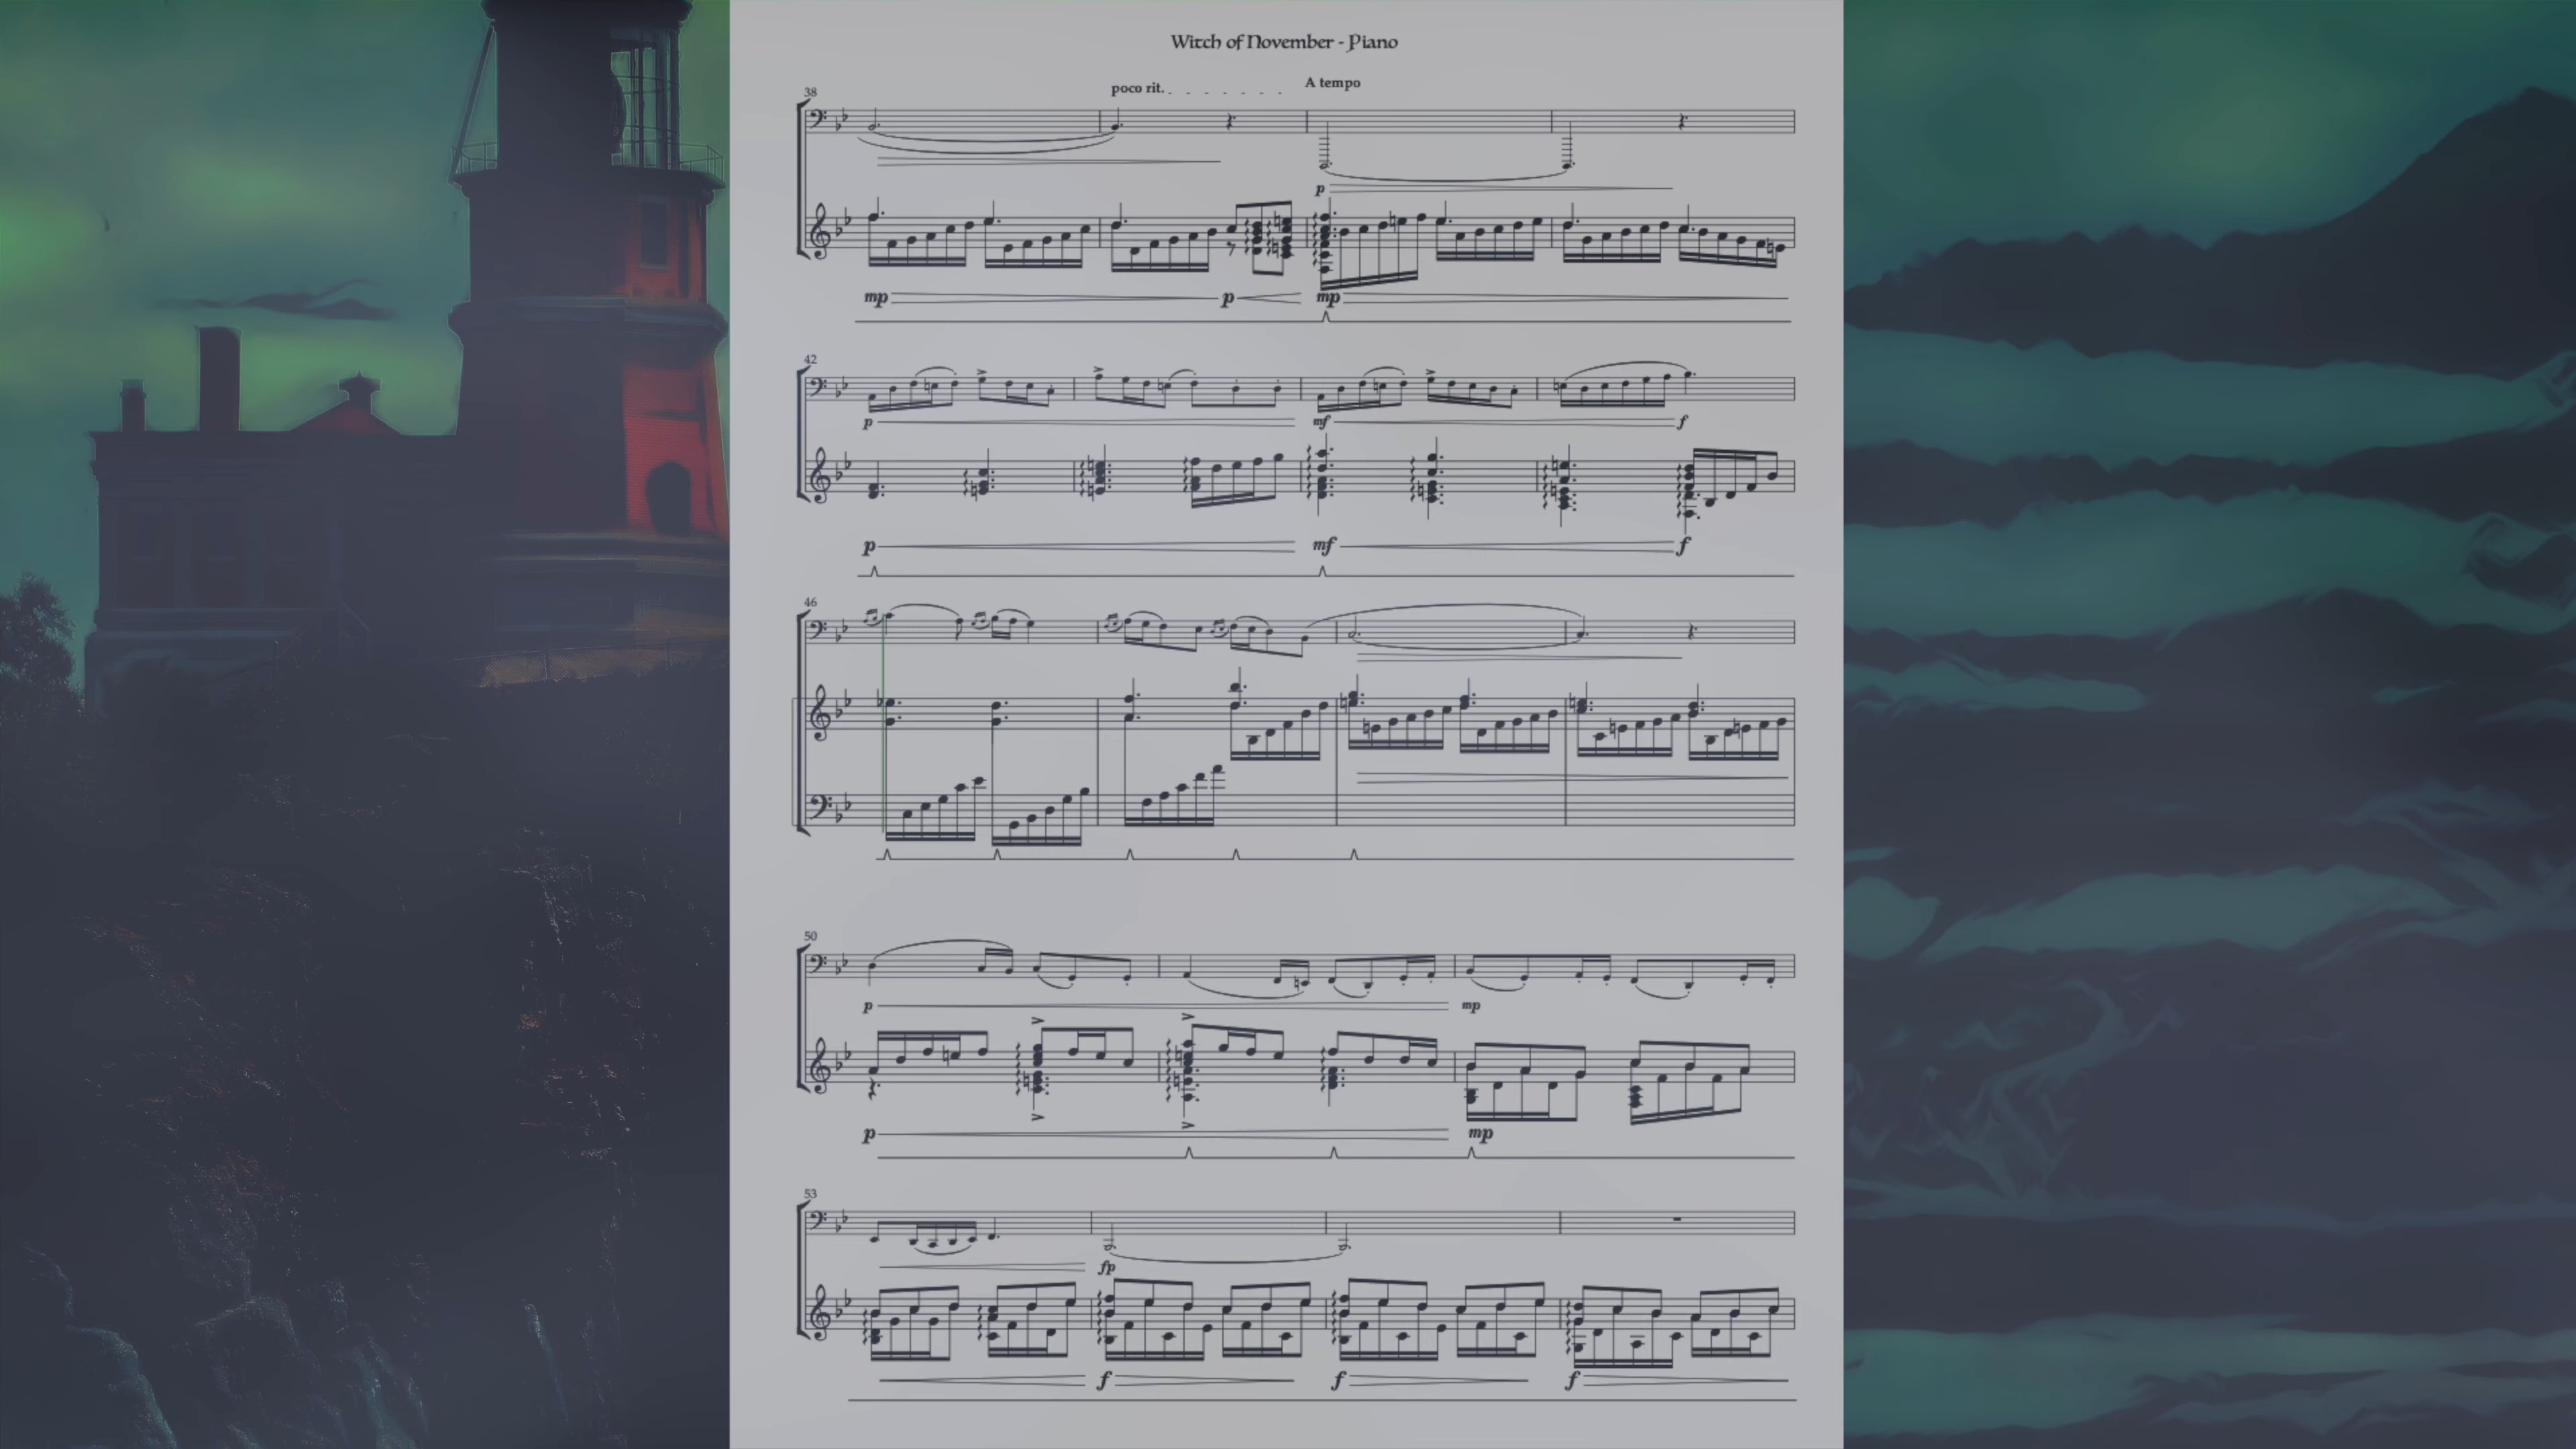 Witch of November - Piano
38
poco rit. A tempo
p
mp p mp
42
p mf f
p mf f
46
50
p mp
p mp
53
fp
f f f